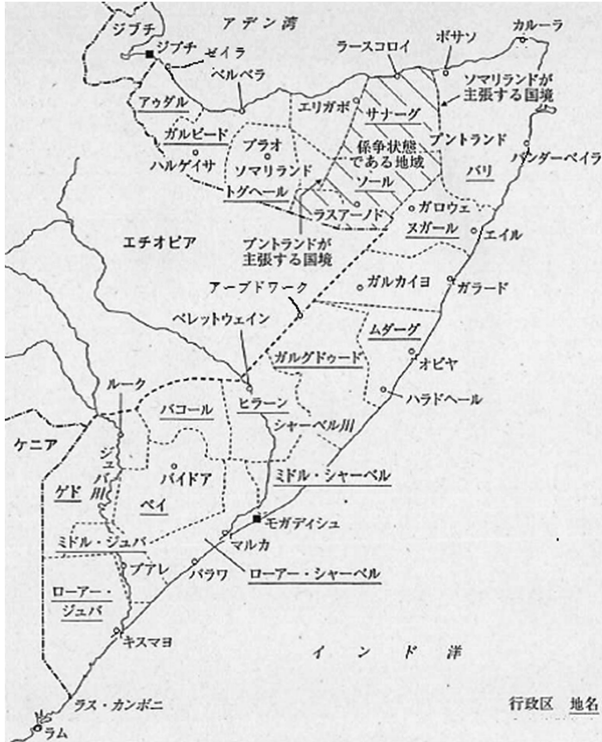 アデン湾
ジブチ
ジブチ
ゼイラ
ベルベラ
ラースコロイ
ボサソ
カルーラ
アゥダル
エリガボ
サナーグ
ソマリランドが
主張する国境
ガルビード
ハルゲイサ
ブラオ
ソマリランド
トグヘール
係争状態
である地域
ソール
ラスアーノド
プントランド
バリ
バンダーベイラ
ガロウェ
ヌガール
エイル
エチオピア
プントランドが
主張する国境
アーブドワーク
ガルカイヨ
ガラード
ベレットウェイン
ムダーグ
ガルグドゥード
オビヤ
ルーク
バコール
ヒラーン
ハラドヘール
シャーベル川
ケニア
ジュバ川
ゲド
バイドア
ベイ
ミドル・シャーベル
モガディシュ
ミドル・ジュバ
マルカ
ブアレ
バラワ
ローアー・シャーベル
ローアー・
ジュバ
キスマヨ
インド洋
ラス・カンボニ
ラム
行政区 地名